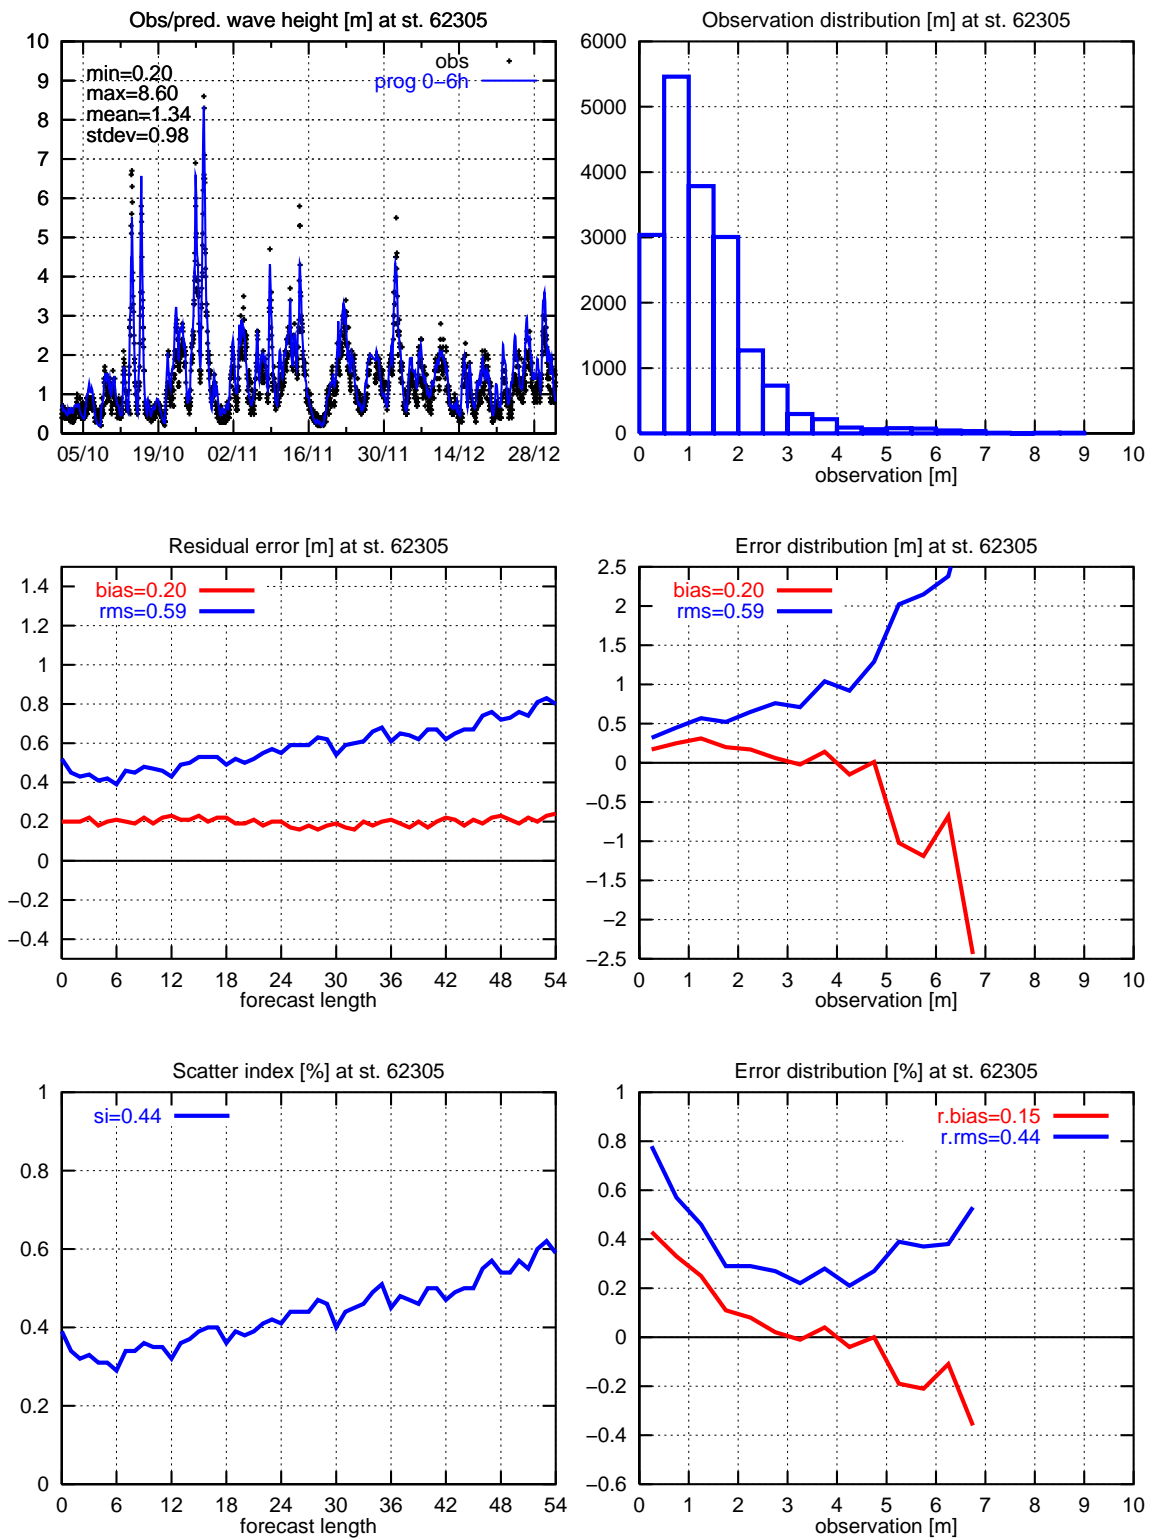 Obs/pred. wave height [m] at st. 62305
10
9
8
7
6
5
4
3
2
1
0
min=0.20
max=8.60
mean=1.34
stdev=0.98
obs
prog 0−6h
05/10 19/10 02/11 16/11 30/11 14/12 28/12
Observation distribution [m] at st. 62305
6000
5000
4000
3000
2000
1000
0
0 1 2 3 4 5 6 7 8 9 10
observation [m]
Residual error [m] at st. 62305
bias=0.20
rms=0.59
1.4
1.2
1
0.8
0.6
0.4
0.2
0
−0.2
−0.4
0 6 12 18 24 30 36 42 48 54
forecast length
Error distribution [m] at st. 62305
bias=0.20
rms=0.59
2.5
2
1.5
1
0.5
0
−0.5
−1
−1.5
−2
−2.5
0 1 2 3 4 5 6 7 8 9 10
observation [m]
Scatter index [%] at st. 62305
si=0.44
1
0.8
0.6
0.4
0.2
0
0 6 12 18 24 30 36 42 48 54
forecast length
Error distribution [%] at st. 62305
r.bias=0.15
r.rms=0.44
1
0.8
0.6
0.4
0.2
0
−0.2
−0.4
−0.6
0 1 2 3 4 5 6 7 8 9 10
observation [m]